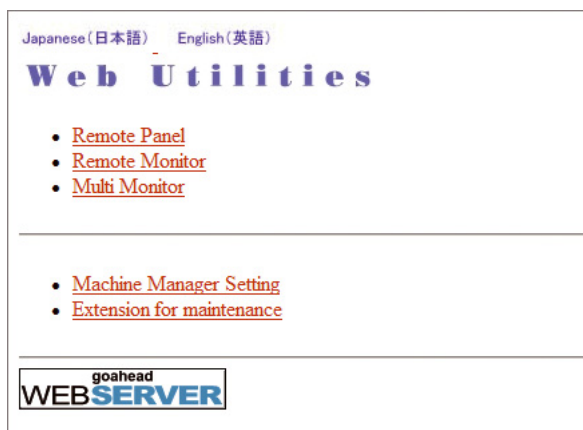 Japanese(日本語) English(英語)
Web Utilities
Remote Panel
Remote Monitor
Multi Monitor
Machine Manager Setting
Extension for maintenance
goahead
WEBSERVER